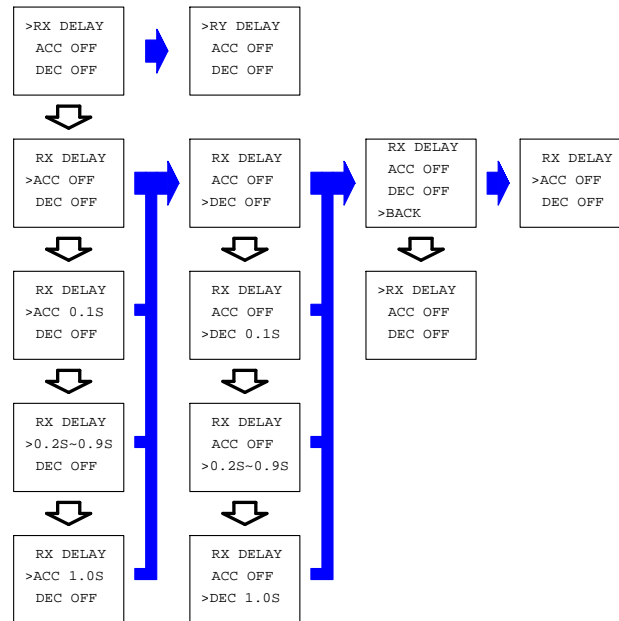 >RX DELAY
ACC OFF
DEC OFF
>RY DELAY
ACC OFF
DEC OFF
RX DELAY
>ACC OFF
DEC OFF
RX DELAY
ACC OFF
>DEC OFF
RX DELAY
ACC OFF
DEC OFF
>BACK
RX DELAY
>ACC OFF
DEC OFF
RX DELAY
>ACC 0.1S
DEC OFF
RX DELAY
ACC OFF
>DEC 0.1S
>RX DELAY
ACC OFF
DEC OFF
RX DELAY
>0.2S~0.9S
DEC OFF
RX DELAY
ACC OFF
>0.2S~0.9S
RX DELAY
>ACC 1.0S
DEC OFF
RX DELAY
ACC OFF
>DEC 1.0S